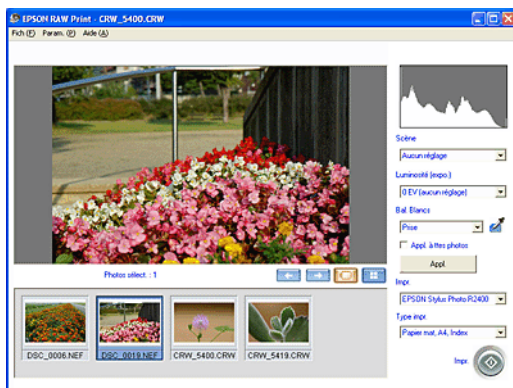 EPSON RAW Print - CRW_5400.CRW
Fich (F) Param. (P) Aide (A)
Scène
Aucun réglage
Luminosité (expo.)
0 EV (aucun réglage)
Bal. Blancs
Prise
Appl. à ttes photos
Appl.
Photos sélect. : 1
Impr.
EPSON Stylus Photo R2400
Type impr.
Papier mat, A4, Index
Impr.
DSC_0006.NEF DSC_0019.NEF CRW_5400.CRW CRW_5419.CRW